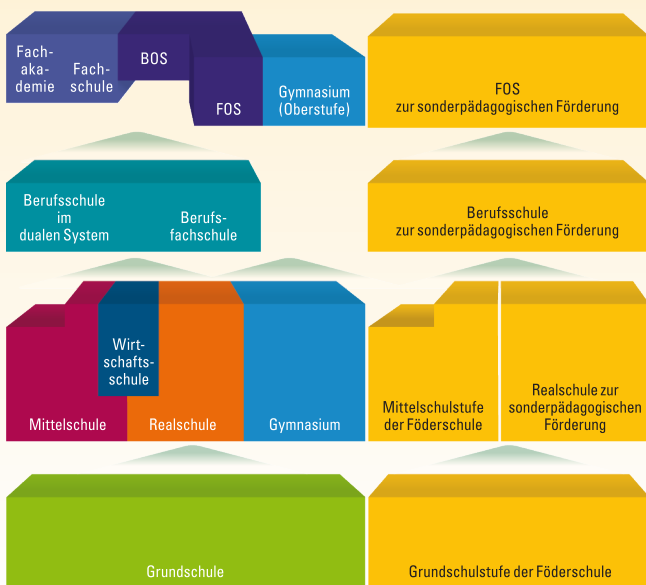 Fach-
aka-
demie
Fach-
schule
BOS
FOS
Gymnasium
(Oberstufe)
FOS
zur sonderpädagogischen Förderung
Berufsschule
im
dualen System
Berufs-
fachschule
Berufsschule
zur sonderpädagogischen Förderung
Mittelschule
Wirt-
schafts-
schule
Realschule
Gymnasium
Mittelschulstufe
der Föderschule
Realschule zur
sonderpädagogischen
Förderung
Grundschule
Grundschulstufe der Föderschule